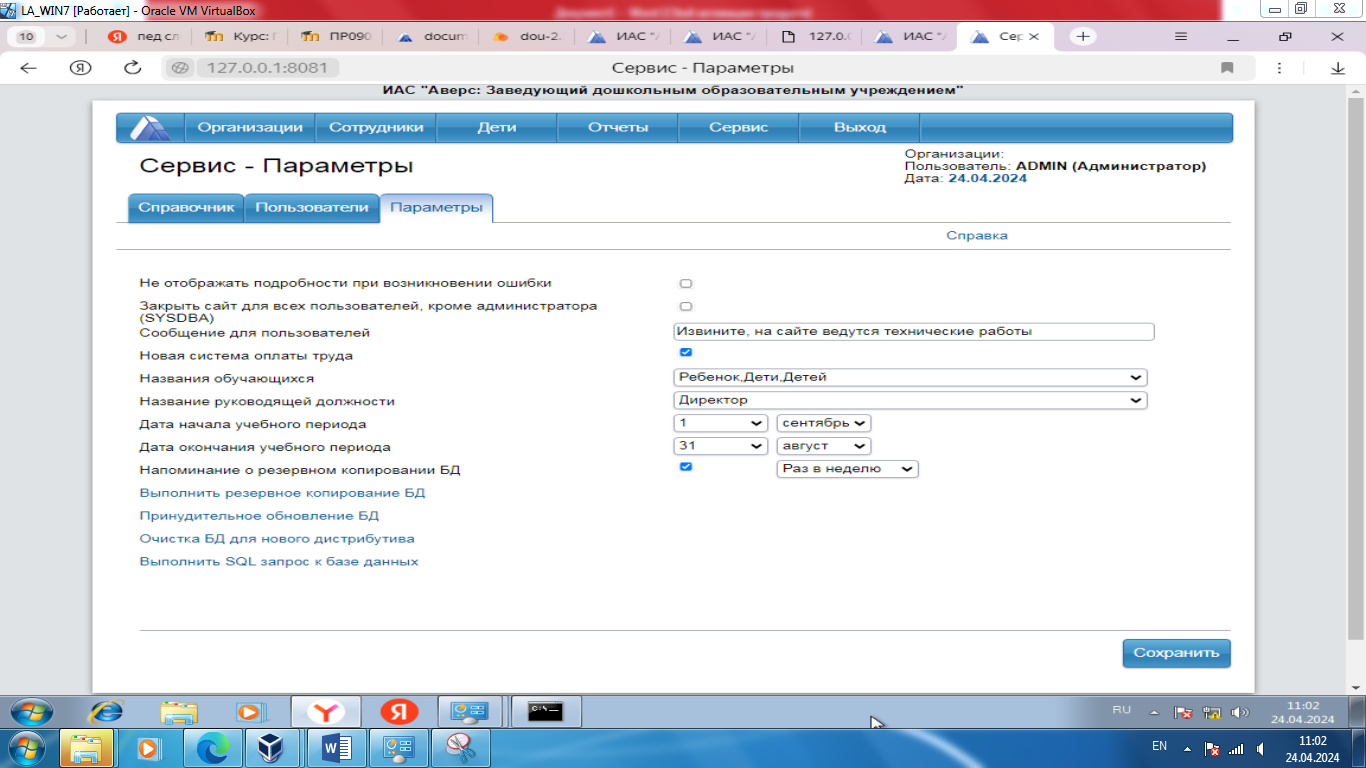 LA_WIN7 [Работает] - Oracle VM VirtualBox
10
пед сл
Курс: Г
ПР090
docum
dou-2.
ИАС "А
ИАС "А
127.0.0
ИАС "А
Сер
127.0.0.1:8081
Сервис - Параметры
ИАС "Аверс: Заведующий дошкольным образовательным учреждением"
Организации Сотрудники Дети Отчеты Сервис Выход
Сервис - Параметры
Организации:
Пользователь: ADMIN (Администратор)
Дата: 24.04.2024
Справочник Пользователи Параметры
Справка
Не отображать подробности при возникновении ошибки
Закрыть сайт для всех пользователей, кроме администратора
(SYSDBA)
Сообщение для пользователей Извините, на сайте ведутся технические работы
Новая система оплаты труда
Названия обучающихся Ребенок,Дети,Детей
Название руководящей должности Директор
Дата начала учебного периода 1 сентябрь
Дата окончания учебного периода 31 август
Напоминание о резервном копировании БД Раз в неделю
Выполнить резервное копирование БД
Принудительное обновление БД
Очистка БД для нового дистрибутива
Выполнить SQL запрос к базе данных
Сохранить
RU
11:02
24.04.2024
EN
11:02
24.04.2024